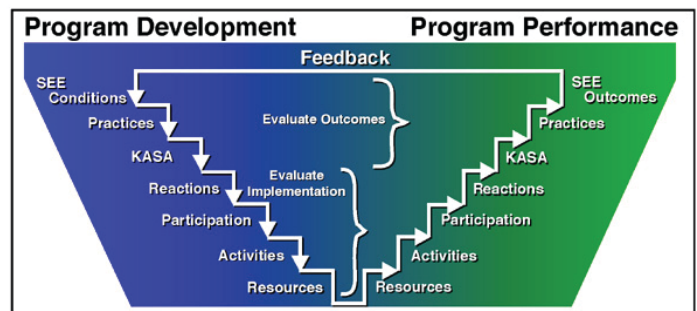 Program Development
Program Performance
Feedback
SEE
Conditions
Practices
KASA
Reactions
Participation
Activities
Resources
Evaluate Outcomes
Evaluate
Implementation
SEE
Outcomes
Practices
KASA
Reactions
Participation
Activities
Resources